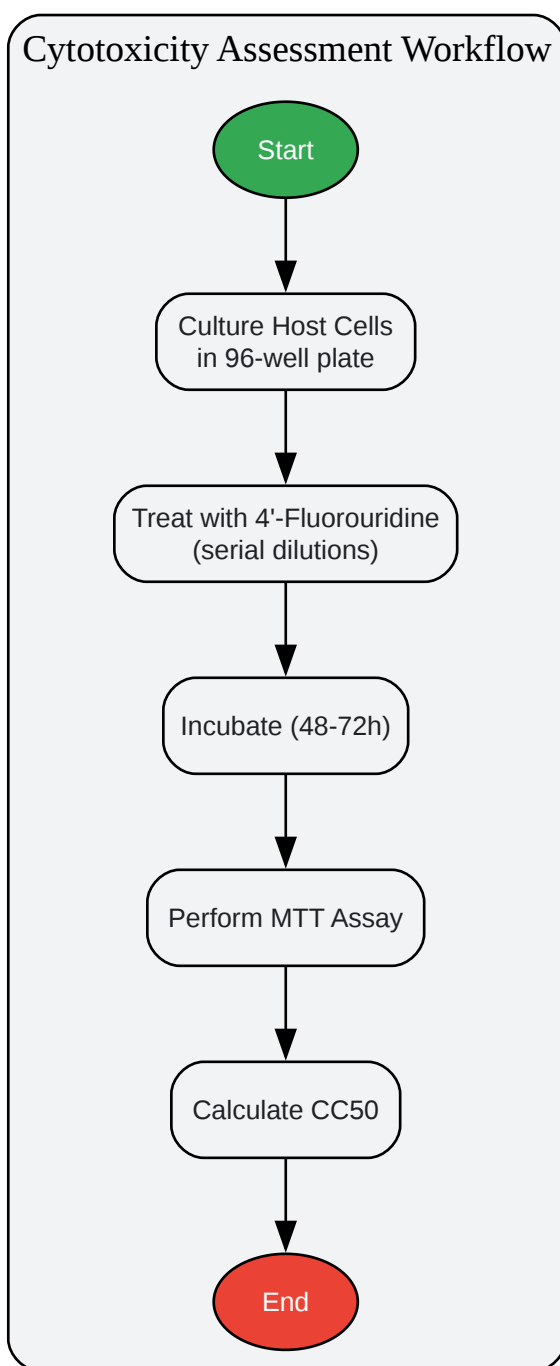 Cytotoxicity Assessment Workflow
Start
Culture Host Cells
in 96-well plate
Treat with 4'-Fluorouridine
(serial dilutions)
Incubate (48-72h)
Perform MTT Assay
Calculate CC50
End